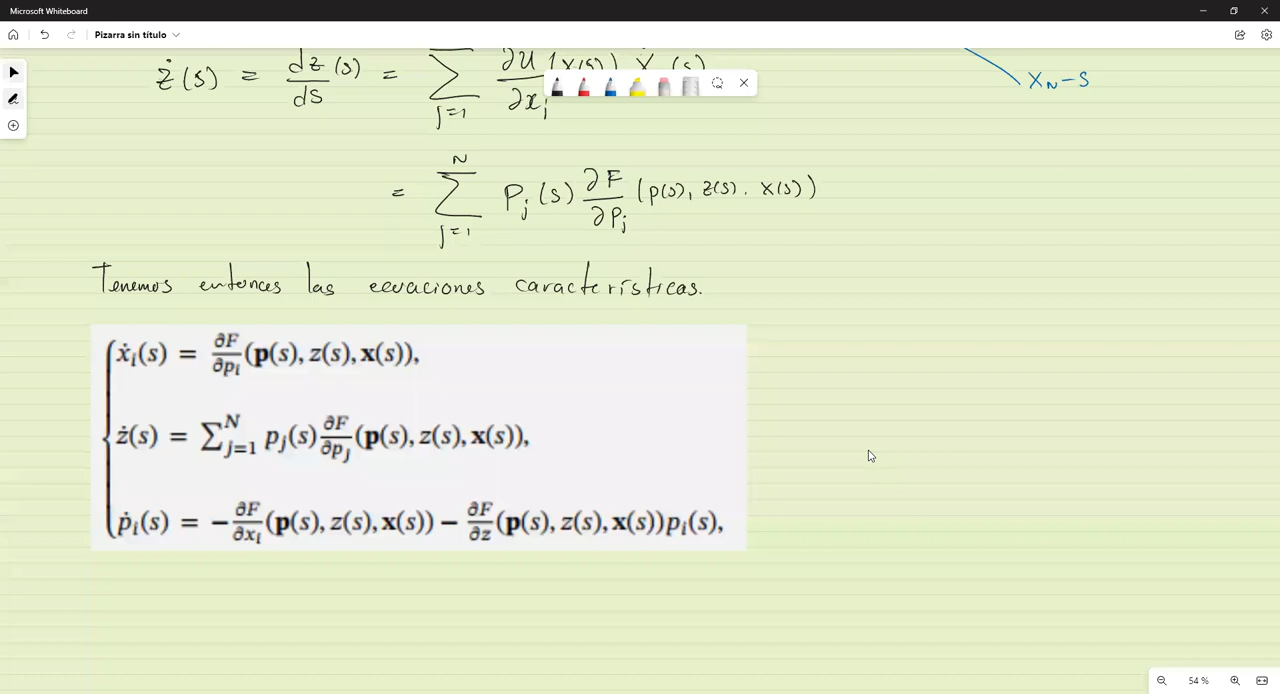 Microsoft Whiteboard
Pizarra sin título
ż(s) = dz(s)/ds = Σ_{j=1} ∂u/∂x_j (x(s)) ẋ (s)
x_N - s
= Σ_{j=1}^{N} P_j(s) ∂F/∂P_j (p(s), z(s). x(s))
Tenemos entonces las ecuaciones características.
ẋ_i(s) = ∂F/∂p_i (p(s), z(s), x(s)),
ż(s) = Σ_{j=1}^{N} p_j(s) ∂F/∂p_j (p(s), z(s), x(s)),
ṗ_i(s) = −∂F/∂x_i (p(s), z(s), x(s)) − ∂F/∂z (p(s), z(s), x(s))p_i(s),
54 %